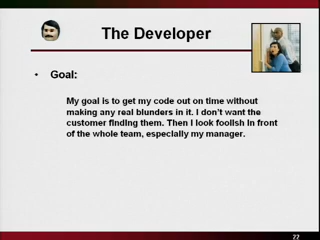 The Developer
• Goal:
My goal is to get my code out on time without
making any real blunders in it. I don't want the
customer finding them. Then I look foolish in front
of the whole team, especially my manager.
22